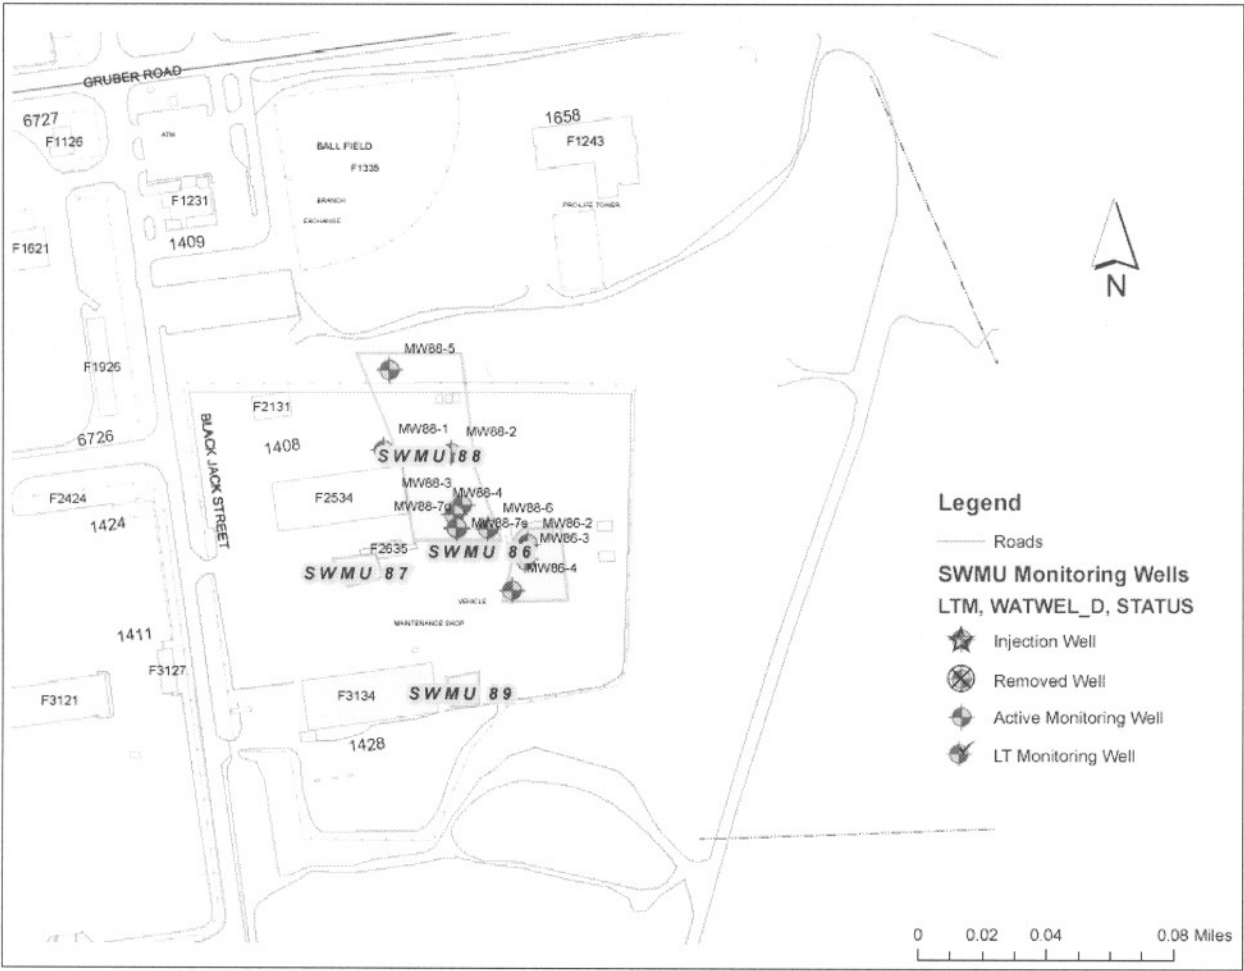 GRUBER ROAD
6727
F1126
ATM
1658
F1243
BALL FIELD
F1335
F1231
BRANCH
EXCHANGE
PRO-LIFE TOWER
1409
F1621
N
F1926
MW88-5
F2131
BLACK JACK STREET
6726
1408
MW88-1
MW88-2
SWMU 88
F2424
1424
F2534
MW88-3
MW88-4
MW88-6
MW88-7s
MW86-2
MW86-3
MW86-4
F2635
SWMU 86
SWMU 87
VEHICLE
MAINTENANCE SHOP
1411
F3127
F3121
F3134
SWMU 89
1428
Legend
Roads
SWMU Monitoring Wells
LTM, WATWEL_D, STATUS
Injection Well
Removed Well
Active Monitoring Well
LT Monitoring Well
0 0.02 0.04 0.08 Miles